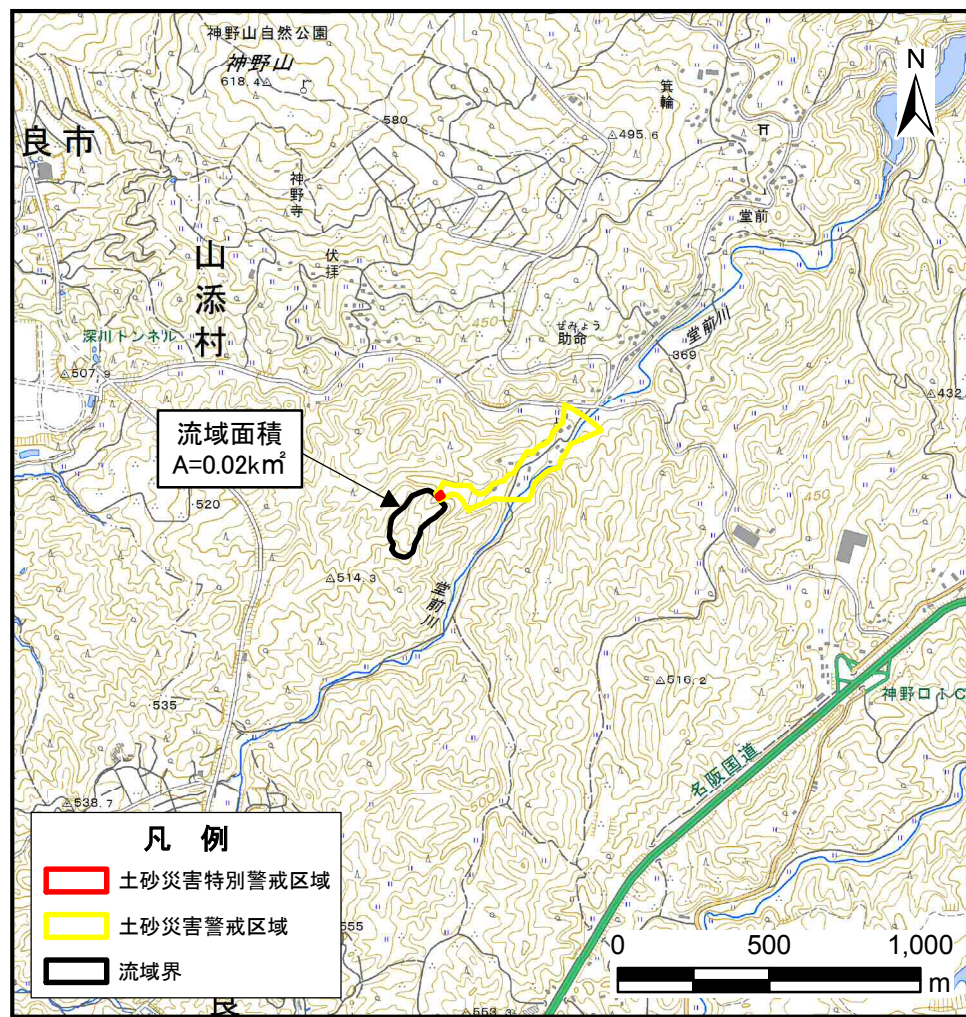 神野山自然公園
神野山
618.4
580
箕輪
495.6
N
良市
神野寺
山添村
伏拝
堂前
深川トンネル
450
ぜみょう
助命
堂前川
369
507.9
432
流域面積
A=0.02k㎡
520
450
514.3
堂前川
516.2
535
神野口I.C
名阪国道
500
538.7
凡 例
土砂災害特別警戒区域
土砂災害警戒区域
流域界
555
良
553.3
0 500 1,000
m